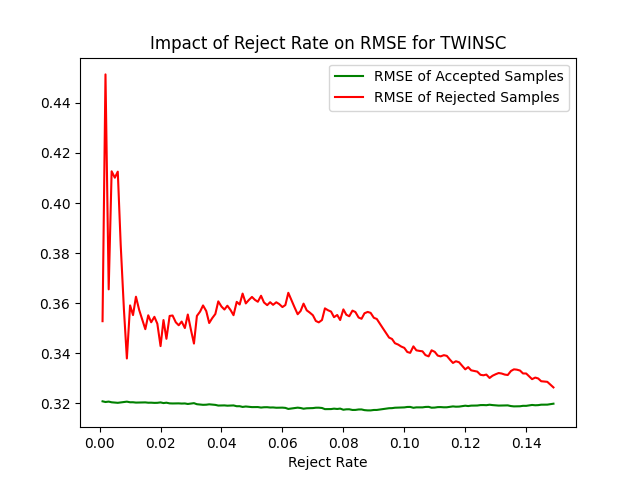 Impact of Reject Rate on RMSE for TWINSC
RMSE of Accepted Samples
RMSE of Rejected Samples
0.44
0.42
0.40
0.38
0.36
0.34
0.32
0.00 0.02 0.04 0.06 0.08 0.10 0.12 0.14
Reject Rate